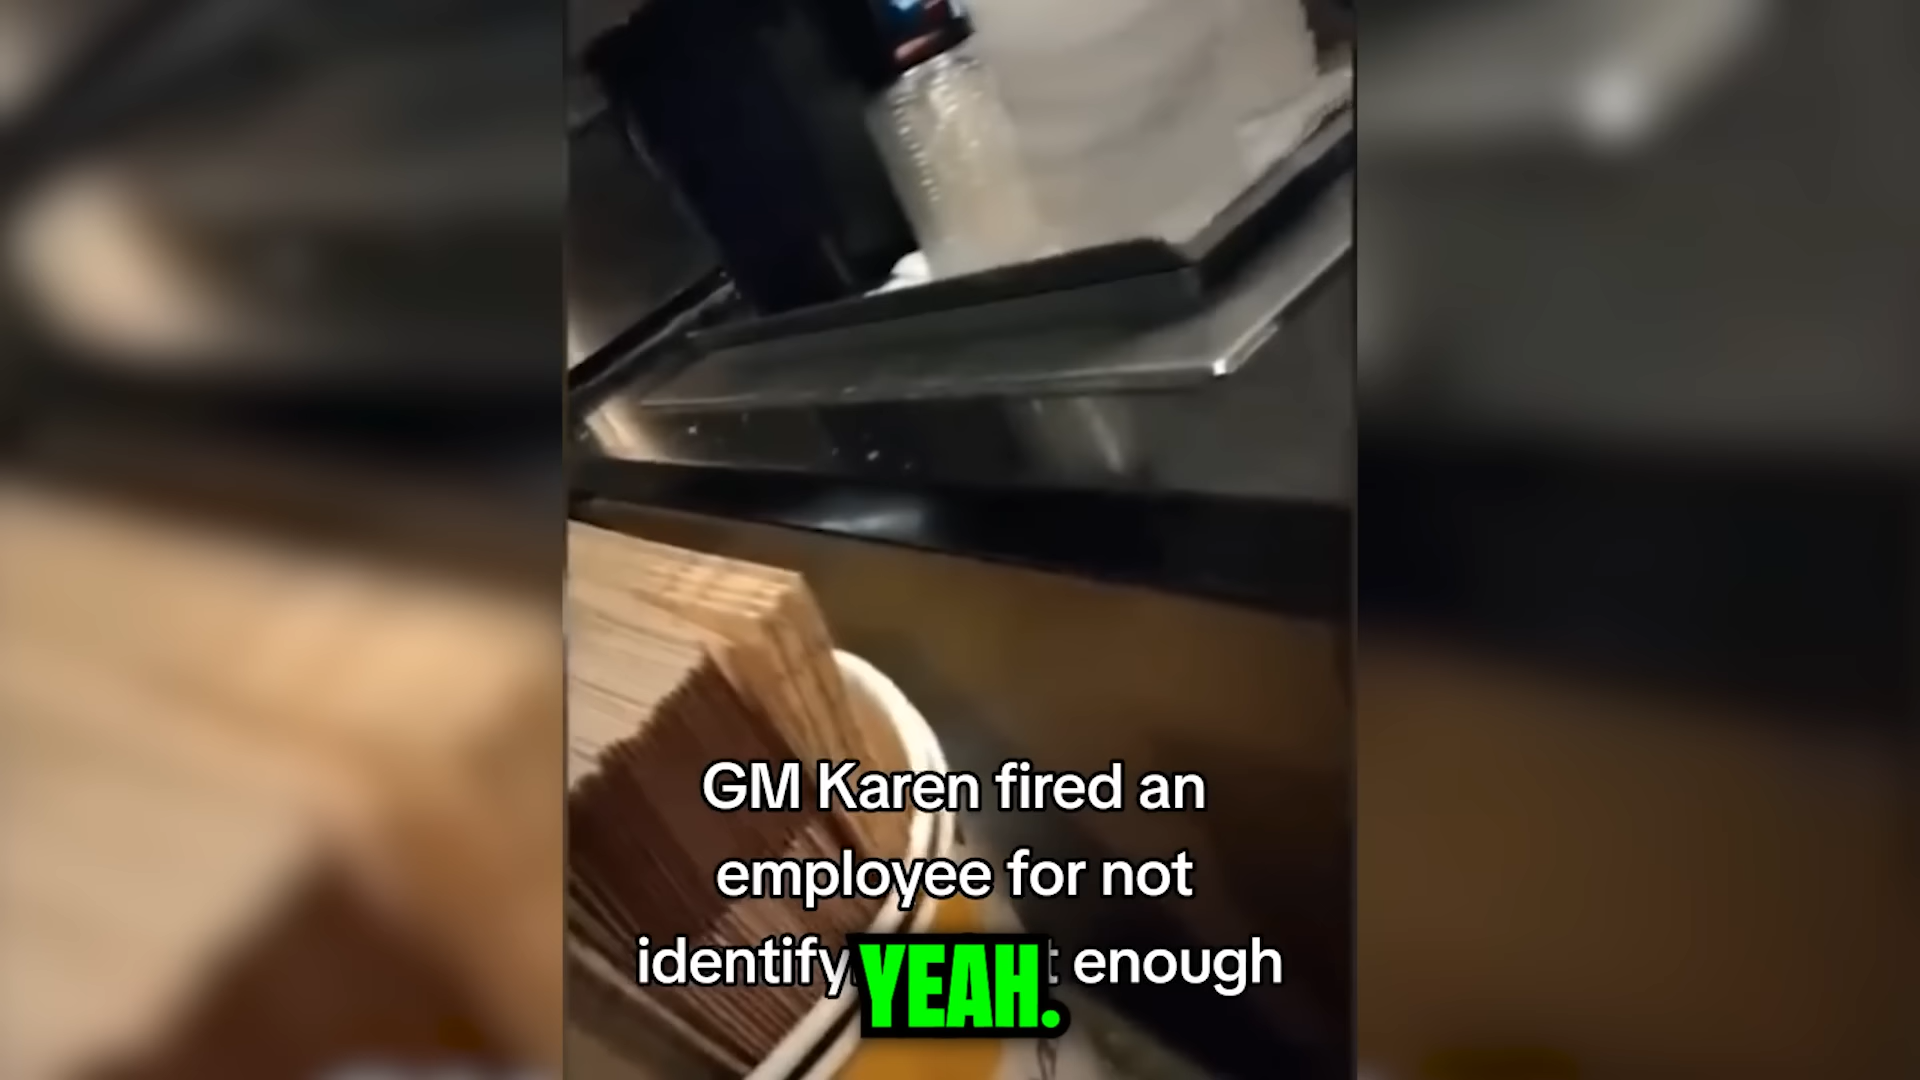 GM Karen fired an
employee for not
identify enough
YEAH.